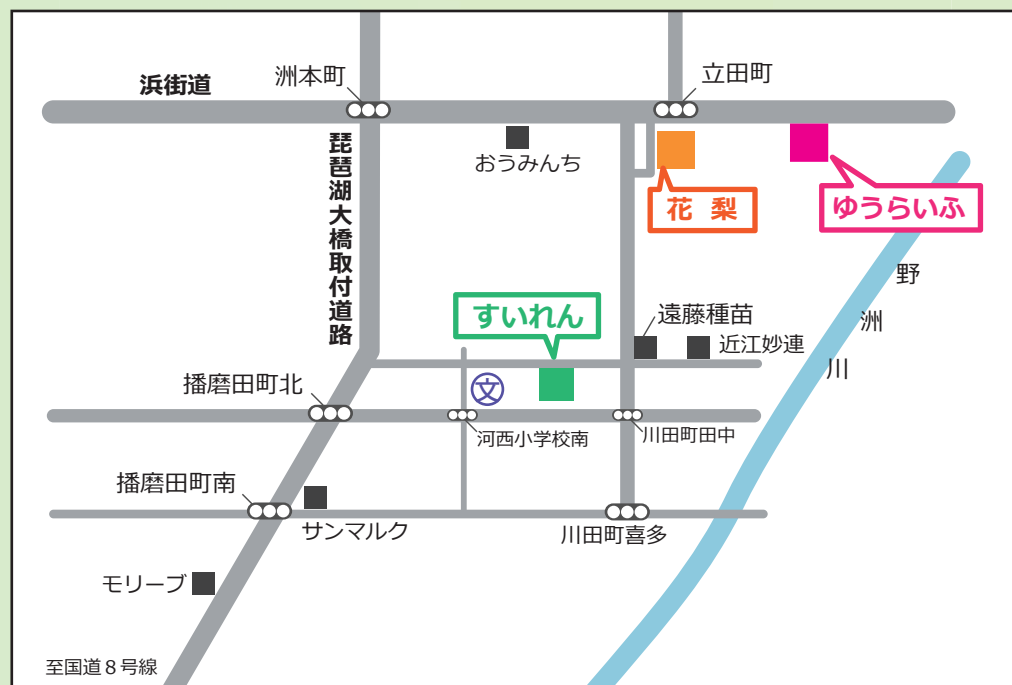 浜街道
洲本町
立田町
琵琶湖大橋取付道路
おうみんち
花梨
ゆうらいふ
野洲川
すいれん
遠藤種苗
近江妙連
播磨田町北
文
河西小学校南
川田町田中
播磨田町南
サンマルク
川田町喜多
モリーブ
至国道8号線